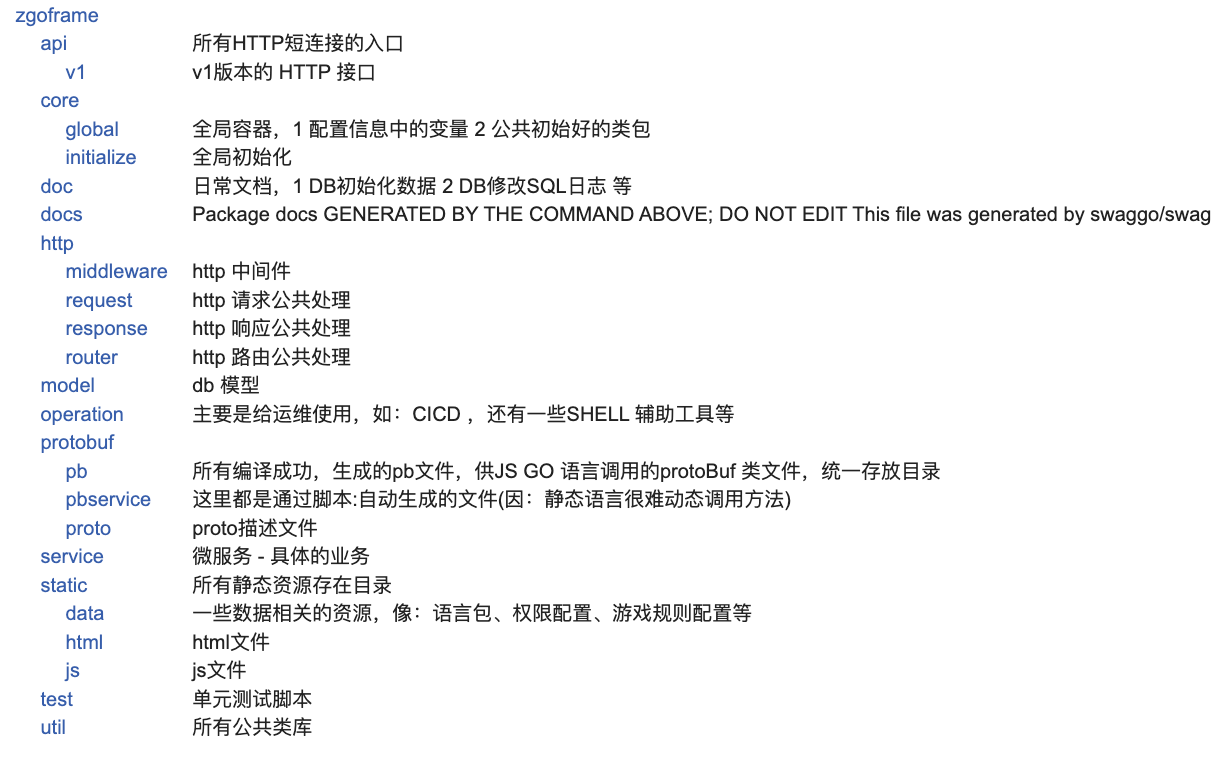 zgoframe
api 所有HTTP短连接的入口
v1 v1版本的 HTTP 接口
core
global 全局容器，1 配置信息中的变量 2 公共初始好的类包
initialize 全局初始化
doc 日常文档，1 DB初始化数据 2 DB修改SQL日志 等
docs Package docs GENERATED BY THE COMMAND ABOVE; DO NOT EDIT This file was generated by swaggo/swag
http
middleware http 中间件
request http 请求公共处理
response http 响应公共处理
router http 路由公共处理
model db 模型
operation 主要是给运维使用，如：CICD ，还有一些SHELL 辅助工具等
protobuf
pb 所有编译成功，生成的pb文件，供JS GO 语言调用的protoBuf 类文件，统一存放目录
pbservice 这里都是通过脚本:自动生成的文件(因：静态语言很难动态调用方法)
proto proto描述文件
service 微服务 - 具体的业务
static 所有静态资源存在目录
data 一些数据相关的资源，像：语言包、权限配置、游戏规则配置等
html html文件
js js文件
test 单元测试脚本
util 所有公共类库